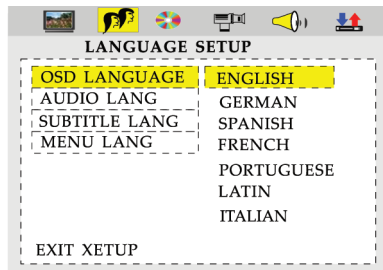 LANGUAGE SETUP
OSD LANGUAGE
AUDIO LANG
SUBTITLE LANG
MENU LANG
ENGLISH
GERMAN
SPANISH
FRENCH
PORTUGUESE
LATIN
ITALIAN
EXIT XETUP